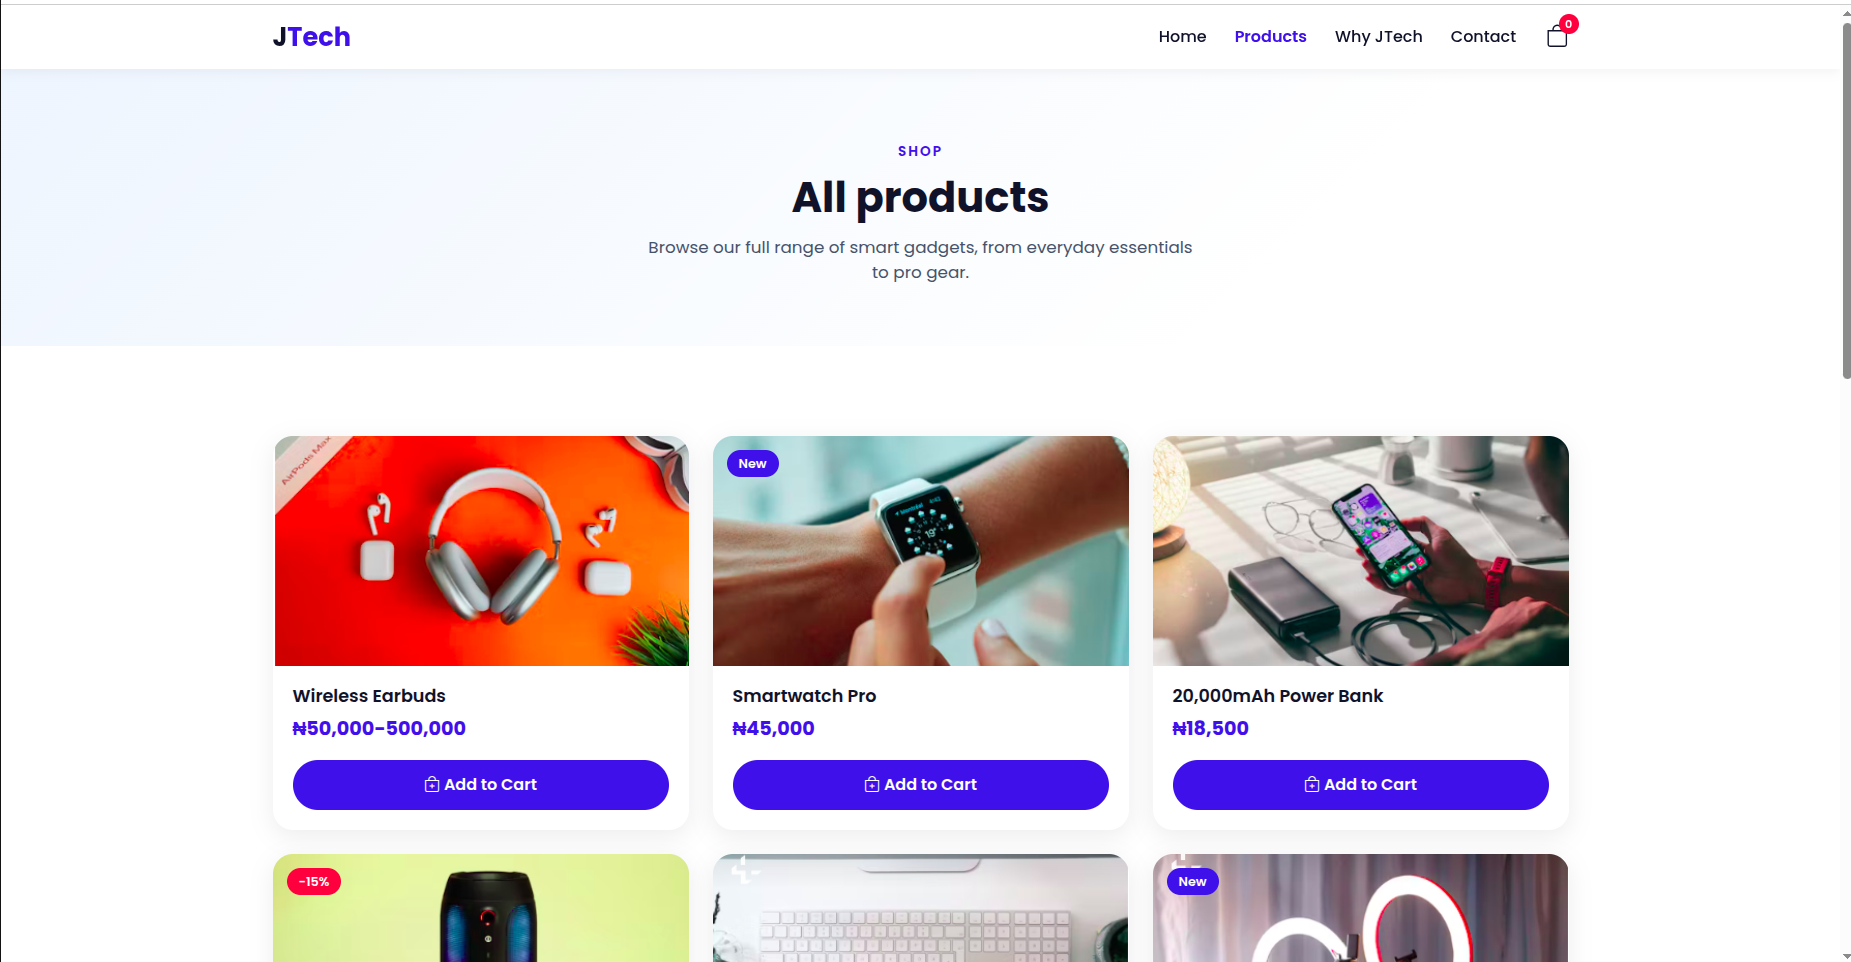 JTech
Home Products Why JTech Contact 0
SHOP
All products
Browse our full range of smart gadgets, from everyday essentials
to pro gear.
AirPods Max
New
Wireless Earbuds
₦50,000-500,000
Add to Cart
Smartwatch Pro
₦45,000
Add to Cart
20,000mAh Power Bank
₦18,500
Add to Cart
-15%
New